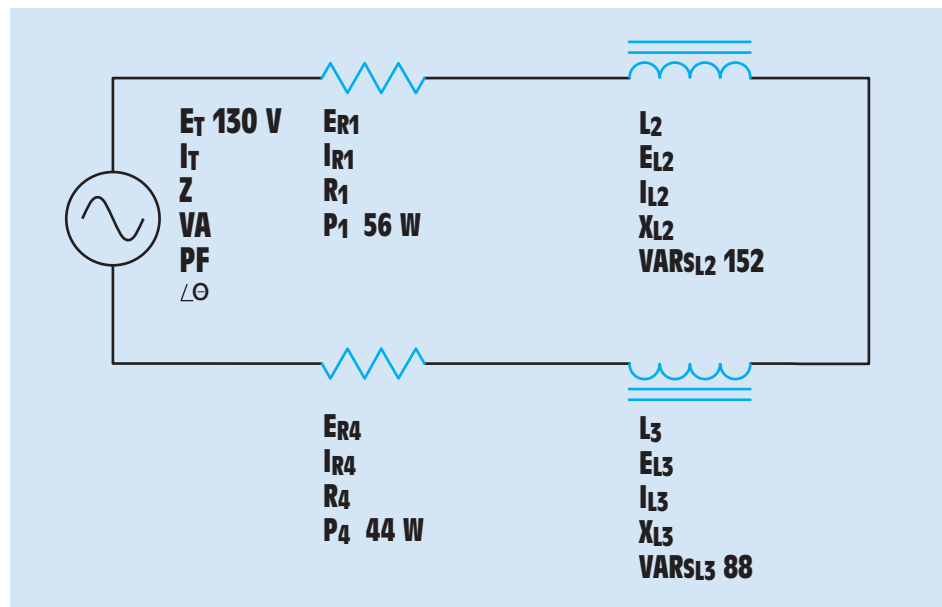 ET 130 V
IT
Z
VA
PF
∠Θ
ER1
IR1
R1
P1 56 W
L2
EL2
IL2
XL2
VARsL2 152
ER4
IR4
R4
P4 44 W
L3
EL3
IL3
XL3
VARsL3 88